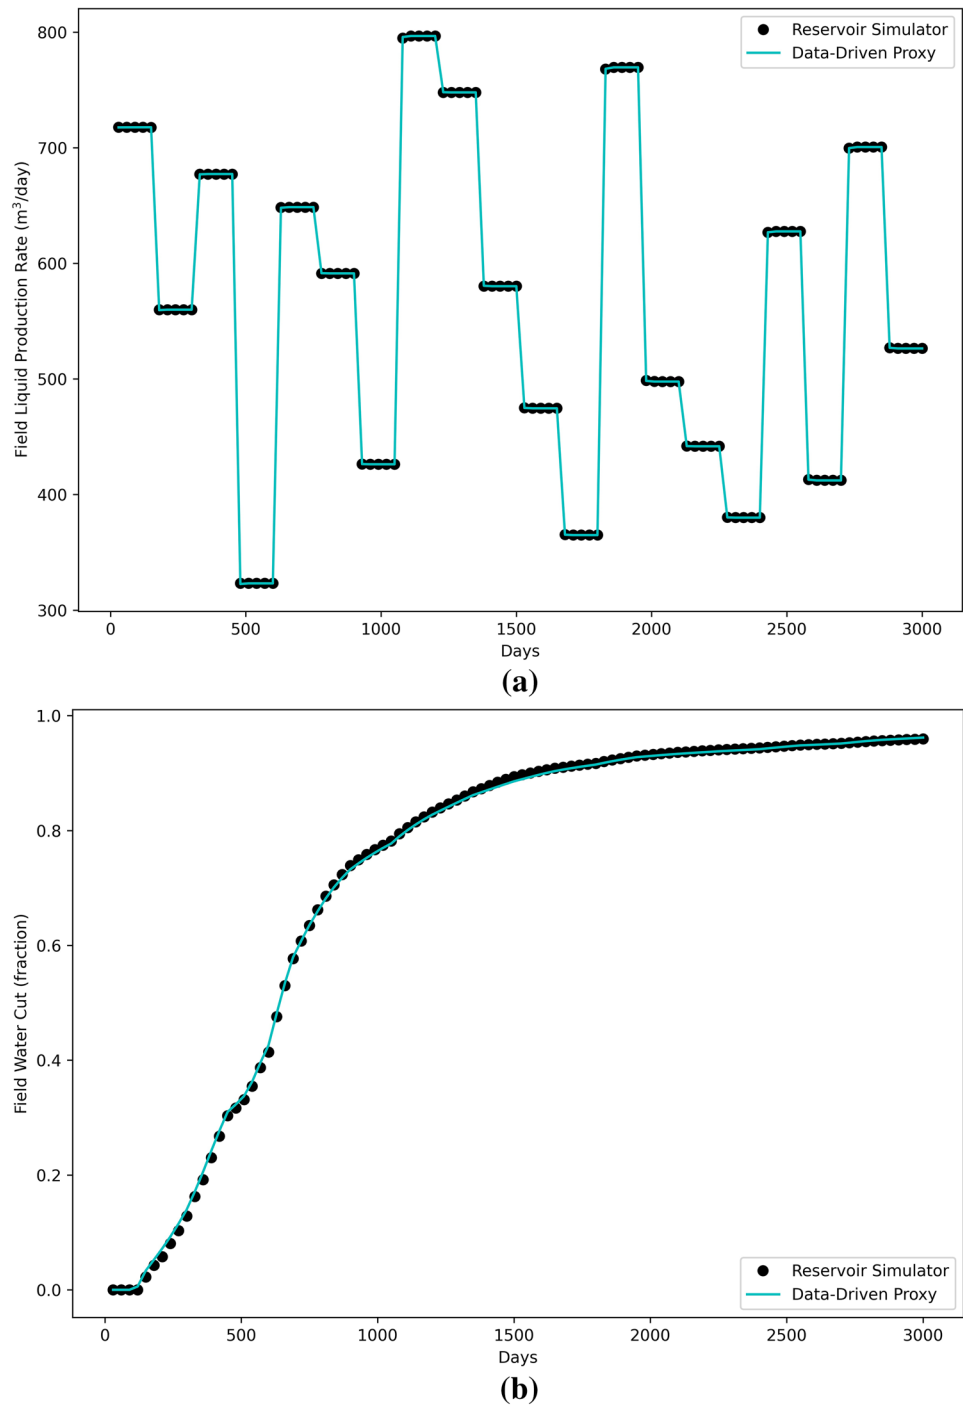 800
700
600
500
400
300
Field Liquid Production Rate (m³/day)
Reservoir Simulator
Data-Driven Proxy
0 500 1000 1500 2000 2500 3000
Days
(a)
1.0
0.8
0.6
0.4
0.2
0.0
Field Water Cut (fraction)
Reservoir Simulator
Data-Driven Proxy
0 500 1000 1500 2000 2500 3000
Days
(b)